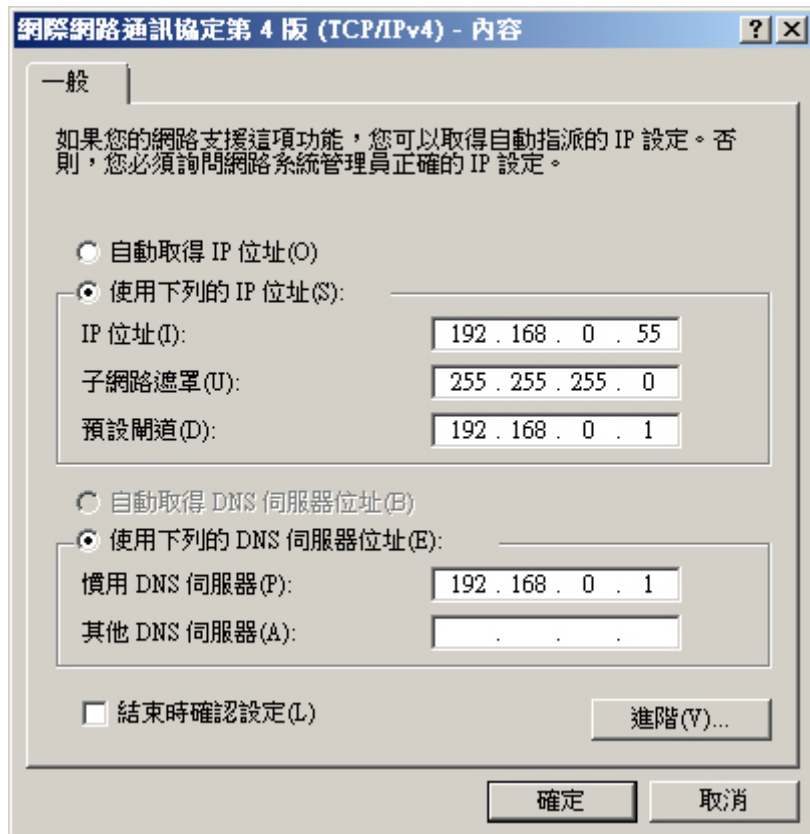 網際網路通訊協定第 4 版 (TCP/IPv4) - 內容
一般
如果您的網路支援這項功能，您可以取得自動指派的 IP 設定。否
則，您必須詢問網路系統管理員正確的 IP 設定。
自動取得 IP 位址(O)
使用下列的 IP 位址(S):
IP 位址(I): 192 . 168 . 0 . 55
子網路遮罩(U): 255 . 255 . 255 . 0
預設閘道(D): 192 . 168 . 0 . 1
自動取得 DNS 伺服器位址(B)
使用下列的 DNS 伺服器位址(E):
慣用 DNS 伺服器(P): 192 . 168 . 0 . 1
其他 DNS 伺服器(A): . . .
結束時確認設定(L) 進階(V)...
確定 取消